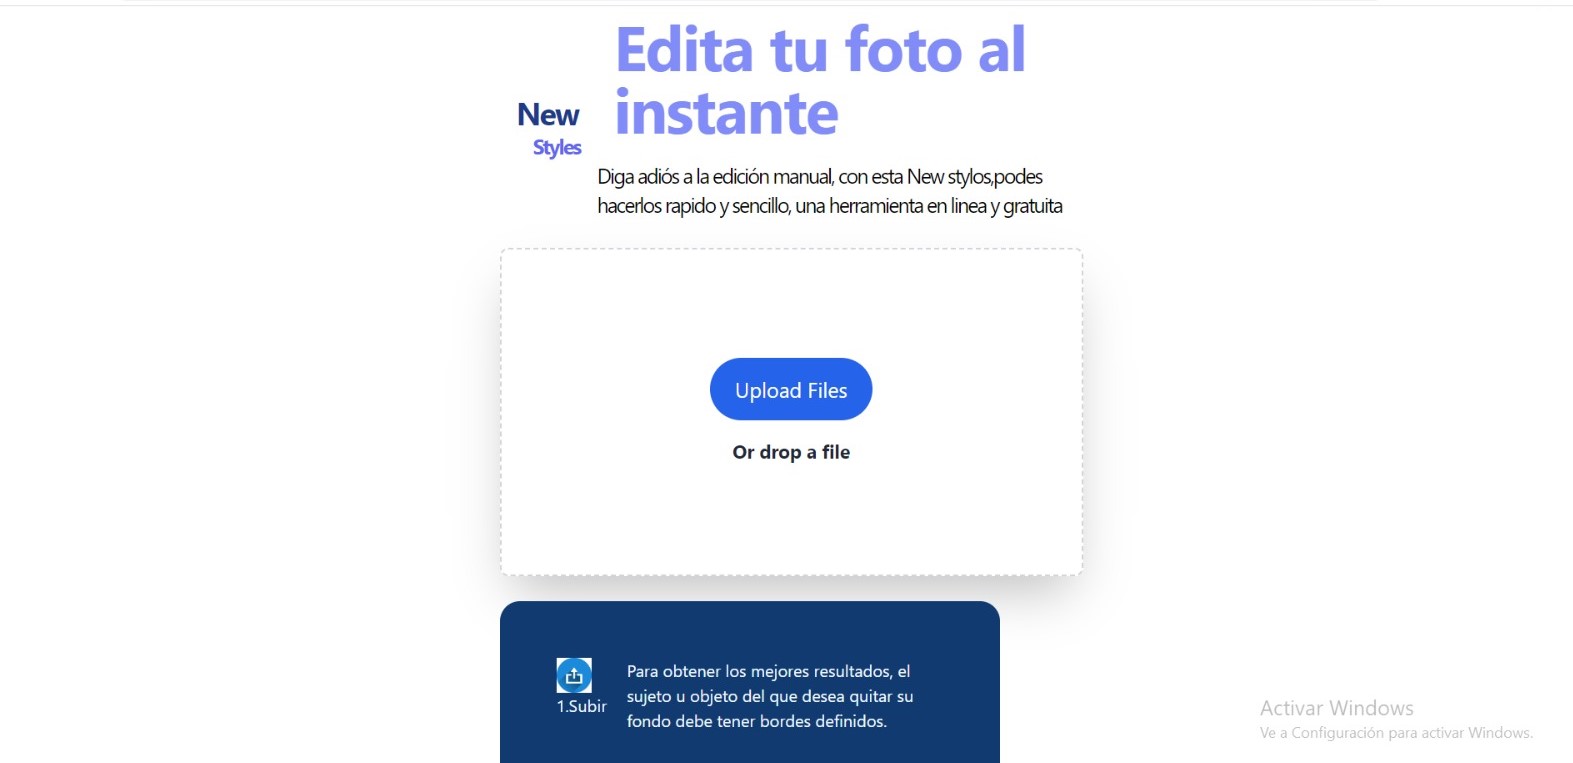 Edita tu foto al
instante
New
Styles
Diga adiós a la edición manual, con esta New stylos,podes
hacerlos rapido y sencillo, una herramienta en linea y gratuita
Upload Files
Or drop a file
1.Subir
Para obtener los mejores resultados, el
sujeto u objeto del que desea quitar su
fondo debe tener bordes definidos.
Activar Windows
Ve a Configuración para activar Windows.